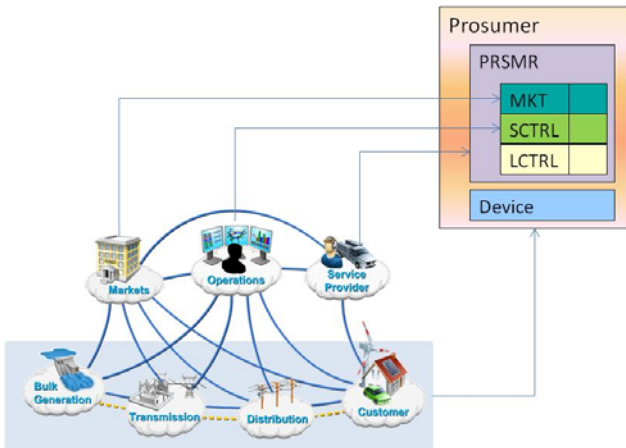 Prosumer
PRSMR
MKT
SCTRL
LCTRL
Device
Markets
Operations
Service
Provider
Bulk
Generation
Transmission
Distribution
Customer